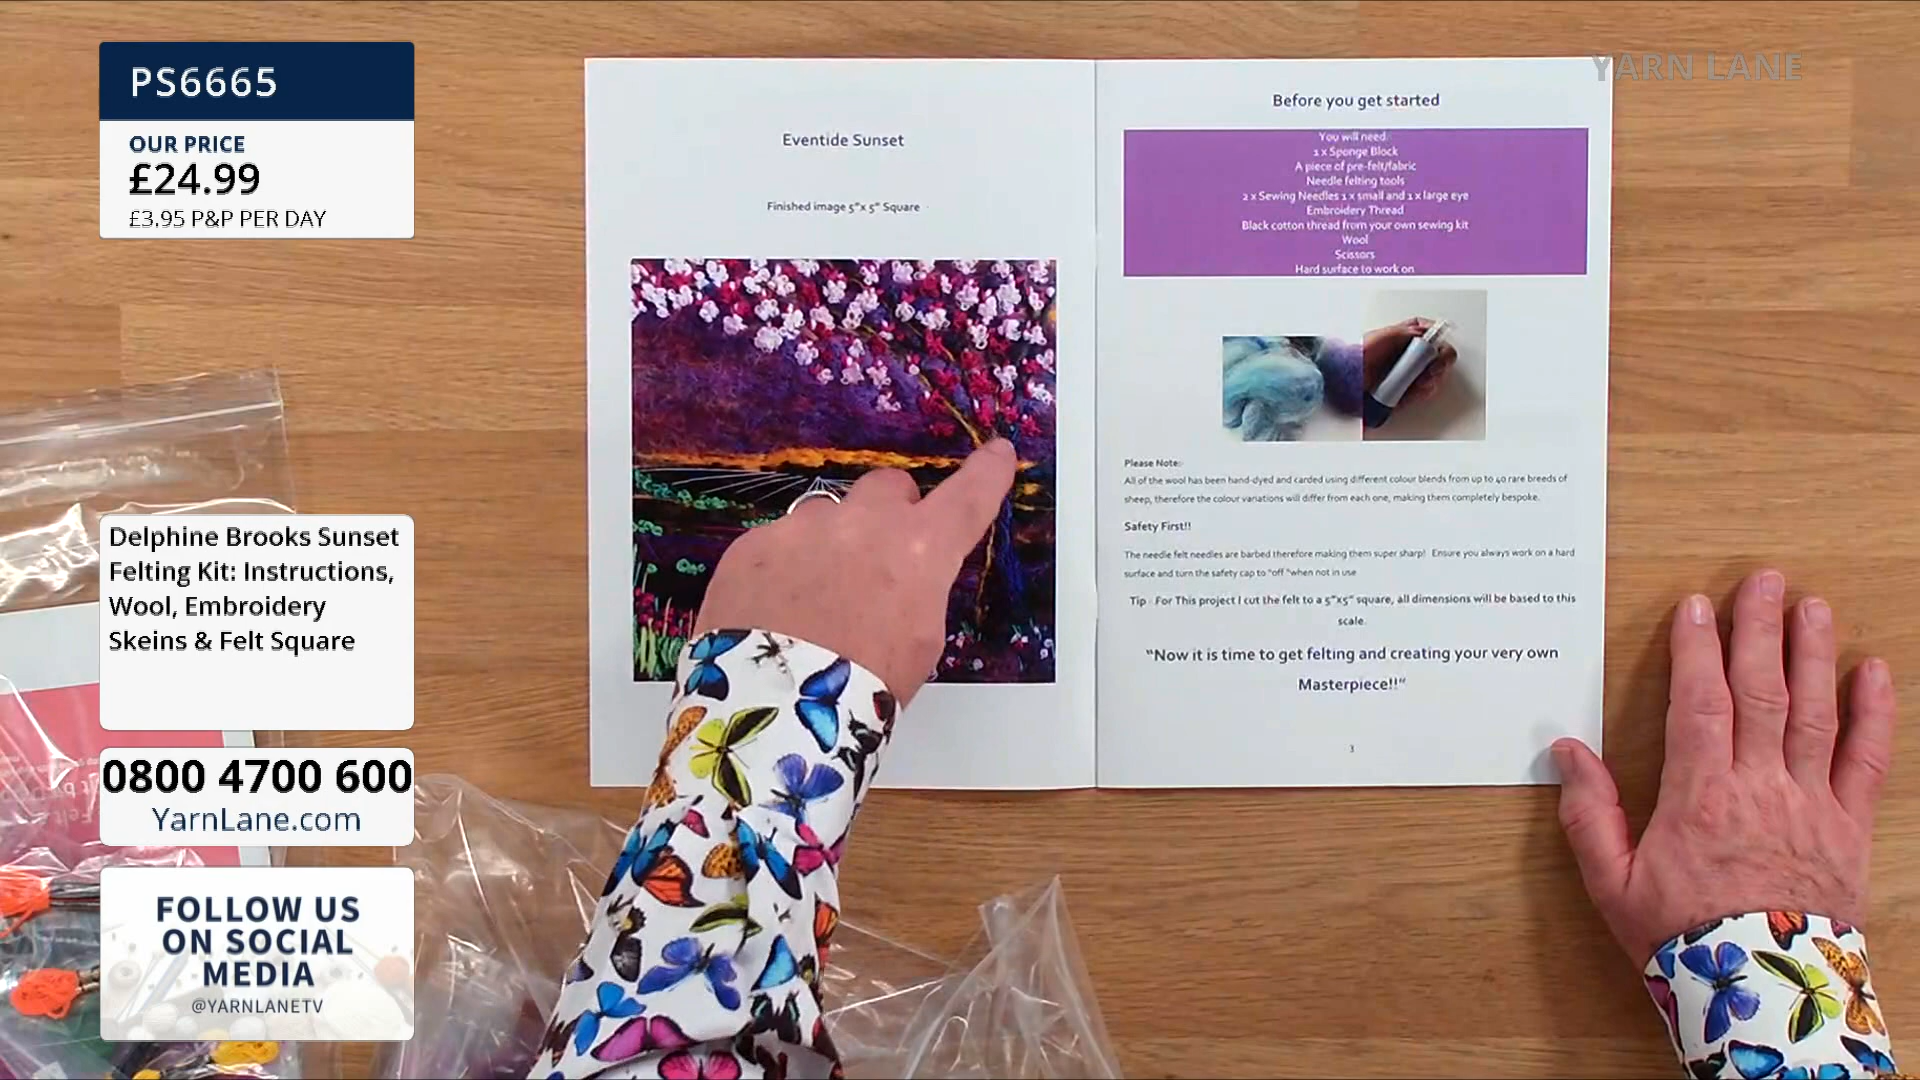 PS6665
OUR PRICE
£24.99
£3.95 P&P PER DAY
Delphine Brooks Sunset
Felting Kit: Instructions,
Wool, Embroidery
Skeins & Felt Square
0800 4700 600
YarnLane.com
FOLLOW US
ON SOCIAL
MEDIA
@YARNLANETV
YARN LANE
Eventide Sunset
Finished image 5"x 5" Square
Before you get started
You will need:
1 x Sponge Block
A piece of pre-felt/fabric
Needle felting tools
2 x Sewing Needles 1 x small and 1 x large eye
Embroidery Thread
Black cotton thread from your own sewing kit
Wool
Scissors
Hard surface to work on
Please Note:
All of the wool has been hand-dyed and carded using different colour blends from up to 40 rare breeds of
sheep, therefore the colour variations will differ from each one, making them completely bespoke.
Safety First!!
The needle felt needles are barbed therefore making them super sharp! Ensure you always work on a hard
surface and turn the safety cap to "off "when not in use
Tip - For This project I cut the felt to a 5"x5" square, all dimensions will be based to this
scale.
"Now it is time to get felting and creating your very own
Masterpiece!!"
3